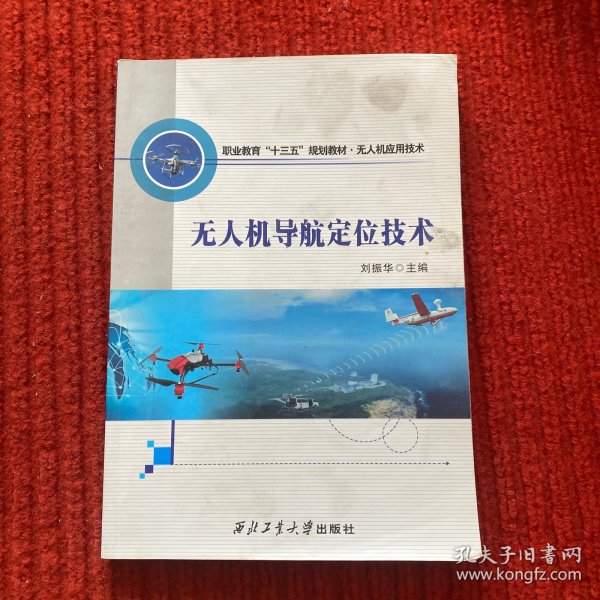 职业教育“十三五”规划教材·无人机应用技术
无人机导航定位技术
刘振华◎主编
西北工业大学出版社
孔夫子旧书网
www.kongfz.com